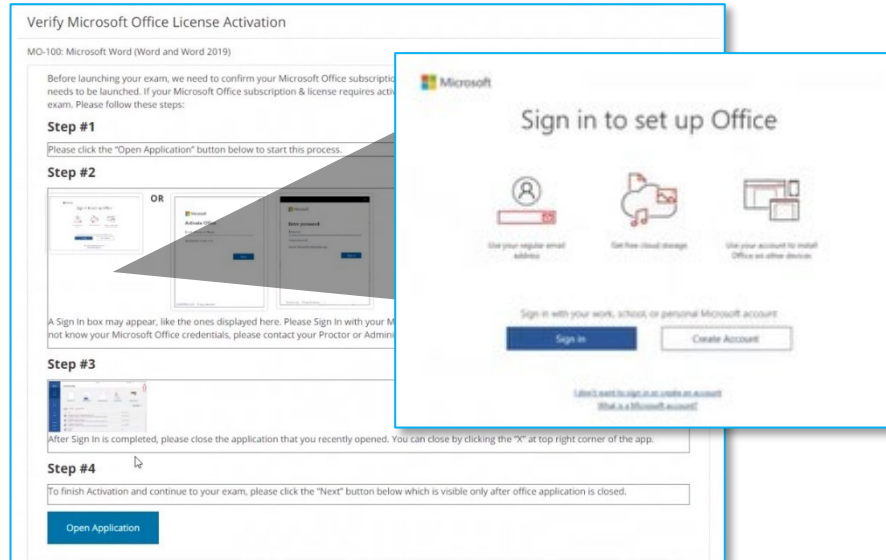 Verify Microsoft Office License Activation
MO-100: Microsoft Word (Word and Word 2019)
Before launching your exam, we need to confirm your Microsoft Office subscriptio
needs to be launched. If your Microsoft Office subscription & license requires activ
exam. Please follow these steps:
Step #1
Please click the "Open Application" button below to start this process.
Step #2
OR
Microsoft
Activate Office
Microsoft
Enter password
A Sign In box may appear, like the ones displayed here. Please Sign In with your M
not know your Microsoft Office credentials, please contact your Proctor or Admini
Step #3
After Sign In is completed, please close the application that you recently opened. You can close by clicking the "X" at top right corner of the app.
Step #4
To finish Activation and continue to your exam, please click the "Next" button below which is visible only after office application is closed.
Open Application
Microsoft
Sign in to set up Office
Use your regular email
address
Get free cloud storage
Use your account to install
Office on other devices
Sign in with your work, school, or personal Microsoft account
Sign in
Create Account
I don't want to sign in or create an account
What is a Microsoft account?